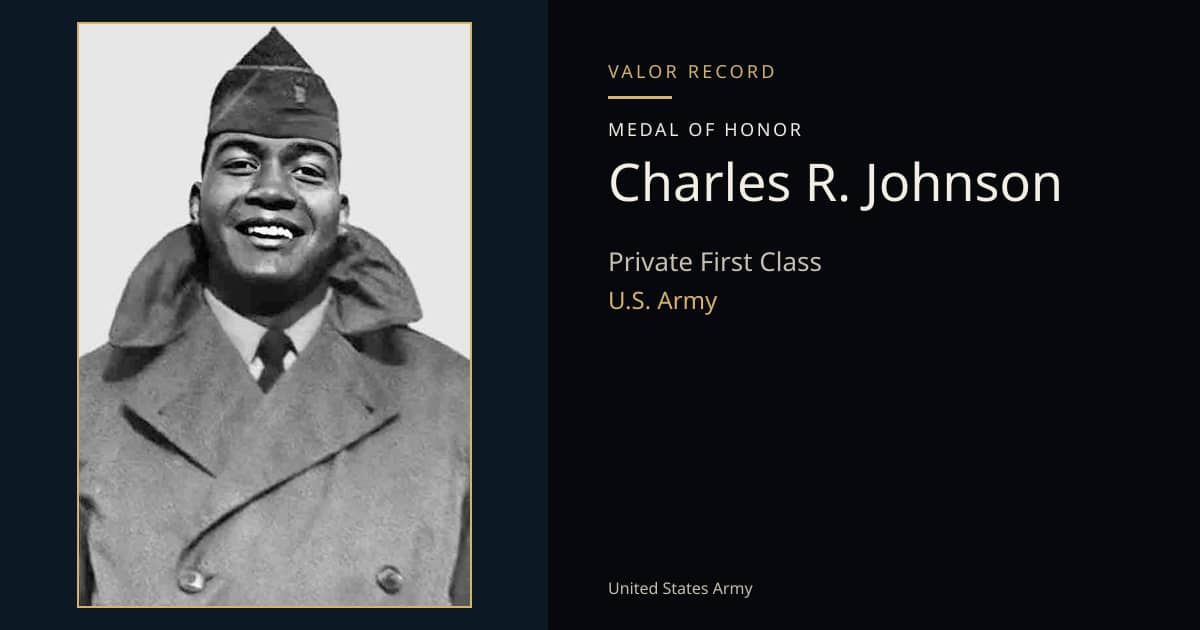 VALOR RECORD
MEDAL OF HONOR
Charles R. Johnson
Private First Class
U.S. Army
United States Army